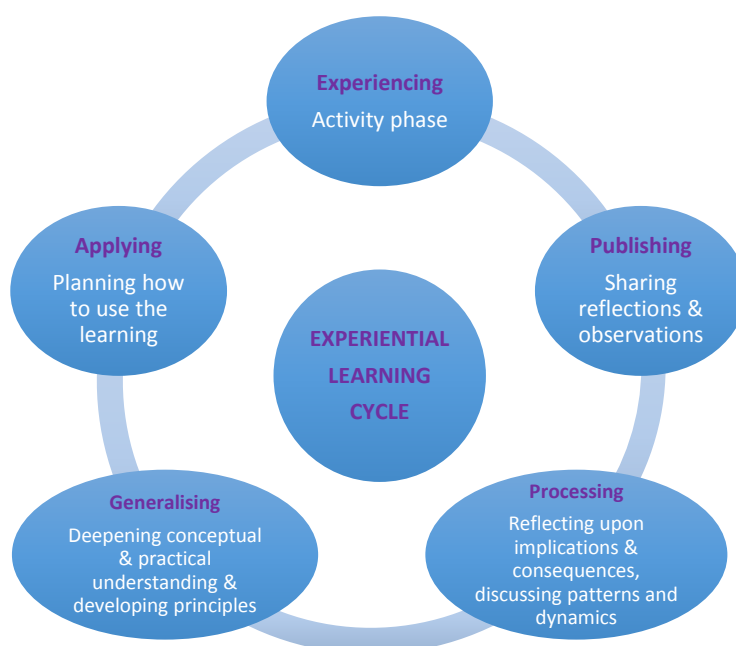 Experiencing
Activity phase
Publishing
Sharing
reflections &
observations
Processing
Reflecting upon
implications &
consequences,
discussing patterns and
dynamics
Generalising
Deepening conceptual
& practical
understanding &
developing principles
Applying
Planning how
to use the
learning
EXPERIENTIAL
LEARNING
CYCLE